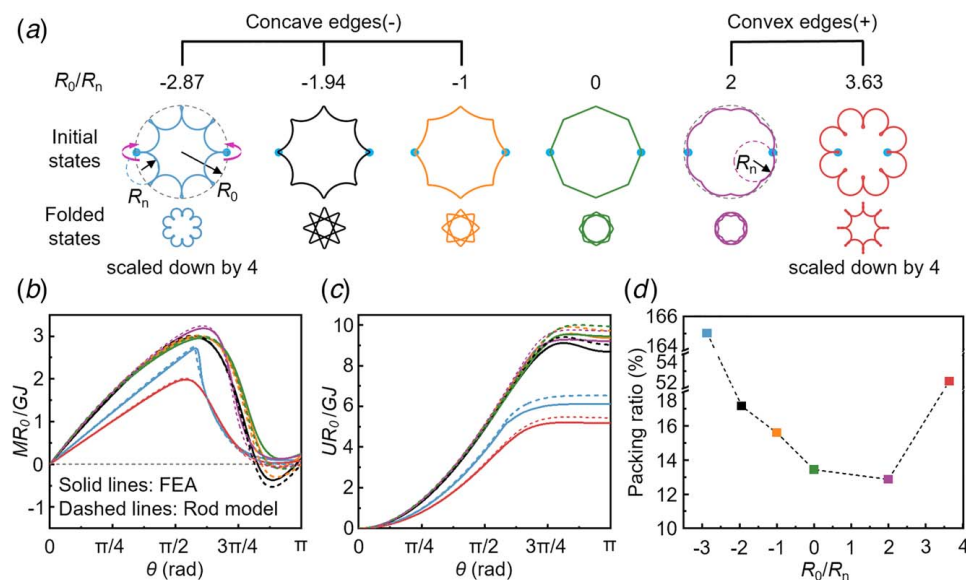 (a)
Concave edges(-)
Convex edges(+)
R0/Rn
-2.87
-1.94
-1
0
2
3.63
Initial states
Rn
R0
Rn
Folded states
scaled down by 4
scaled down by 4
(b)
MR0/GJ
3
2
1
0
-1
Solid lines: FEA
Dashed lines: Rod model
0
π/4
π/2
3π/4
π
θ (rad)
(c)
UR0/GJ
10
8
6
4
2
0
0
π/4
π/2
3π/4
π
θ (rad)
(d)
Packing ratio (%)
166
164
52
18
16
14
12
10
-3
-2
-1
0
1
2
3
4
R0/Rn